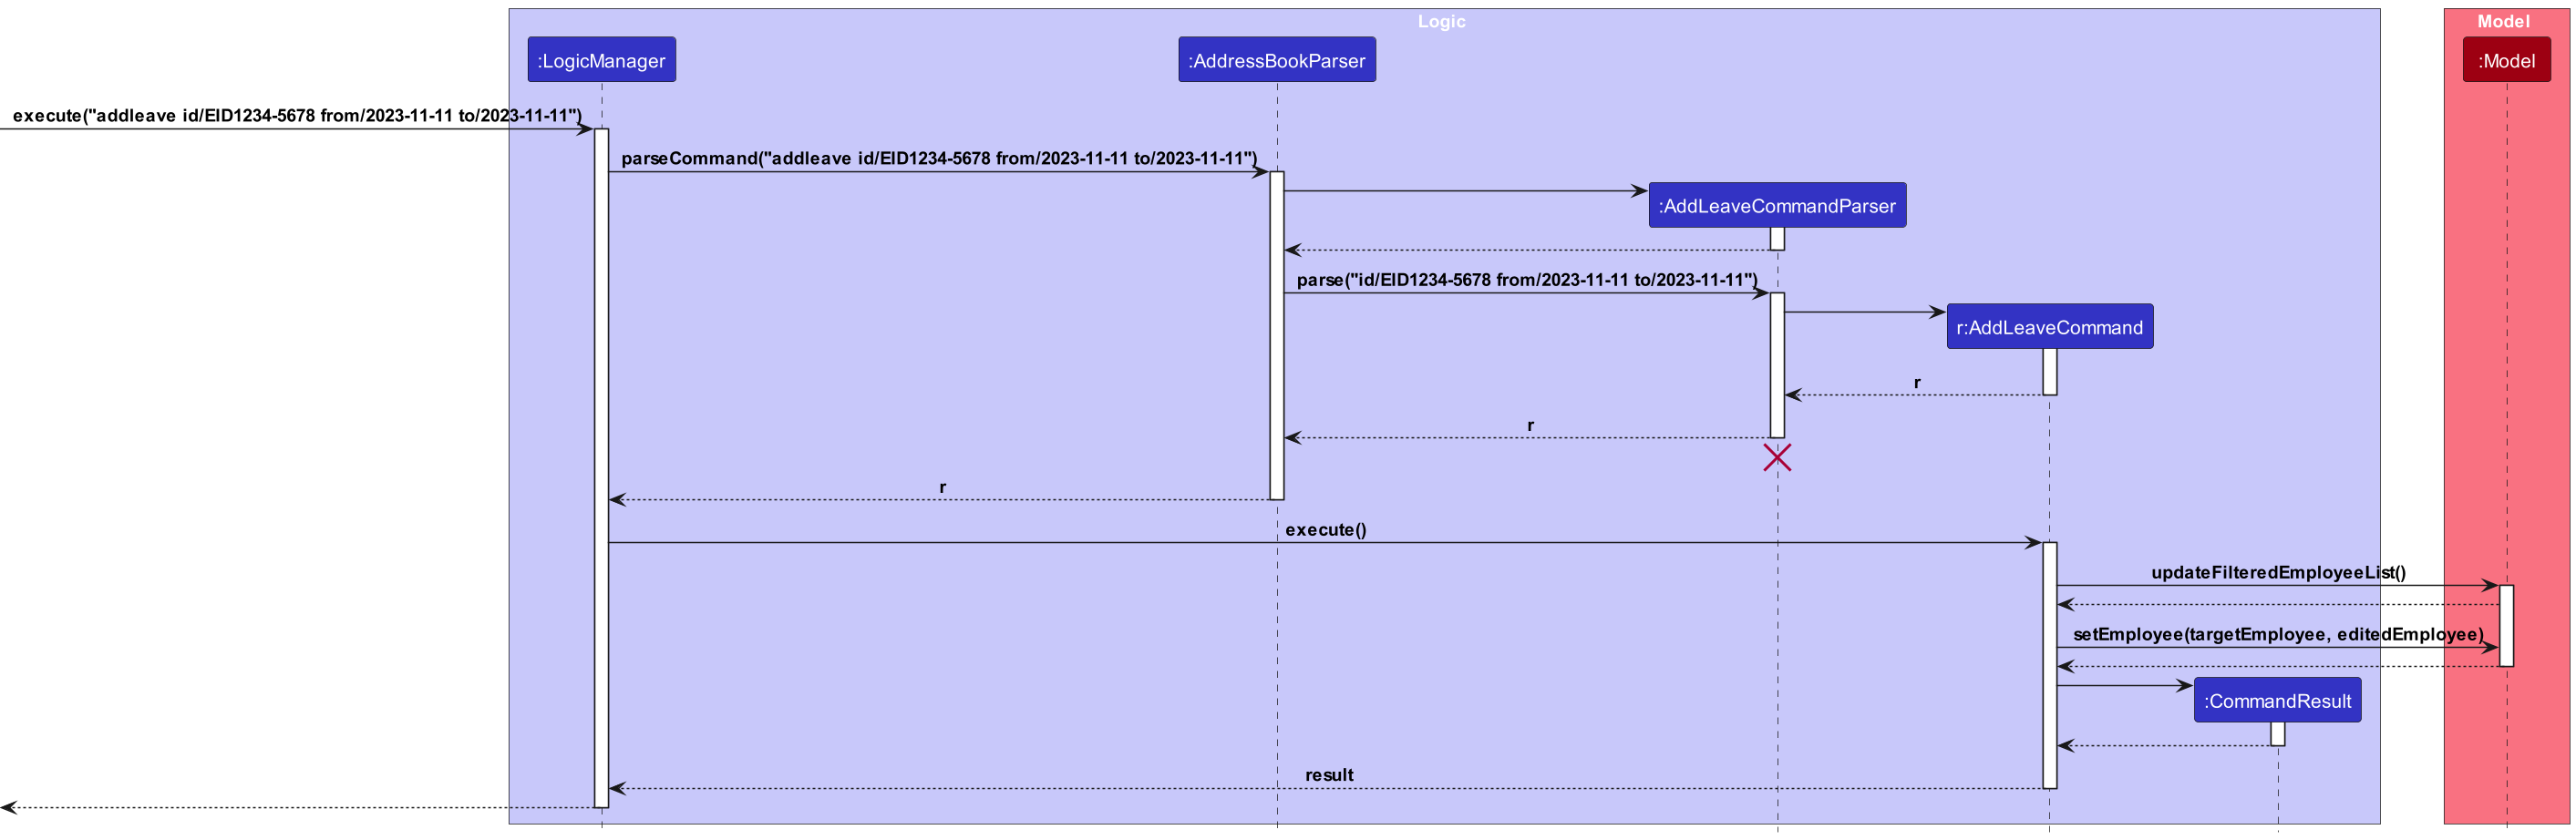 Logic
Model
:LogicManager
:AddressBookParser
:Model
execute("addleave id/EID1234-5678 from/2023-11-11 to/2023-11-11")
parseCommand("addleave id/EID1234-5678 from/2023-11-11 to/2023-11-11")
:AddLeaveCommandParser
parse("id/EID1234-5678 from/2023-11-11 to/2023-11-11")
r:AddLeaveCommand
r
r
r
execute()
updateFilteredEmployeeList()
setEmployee(targetEmployee, editedEmployee)
:CommandResult
result